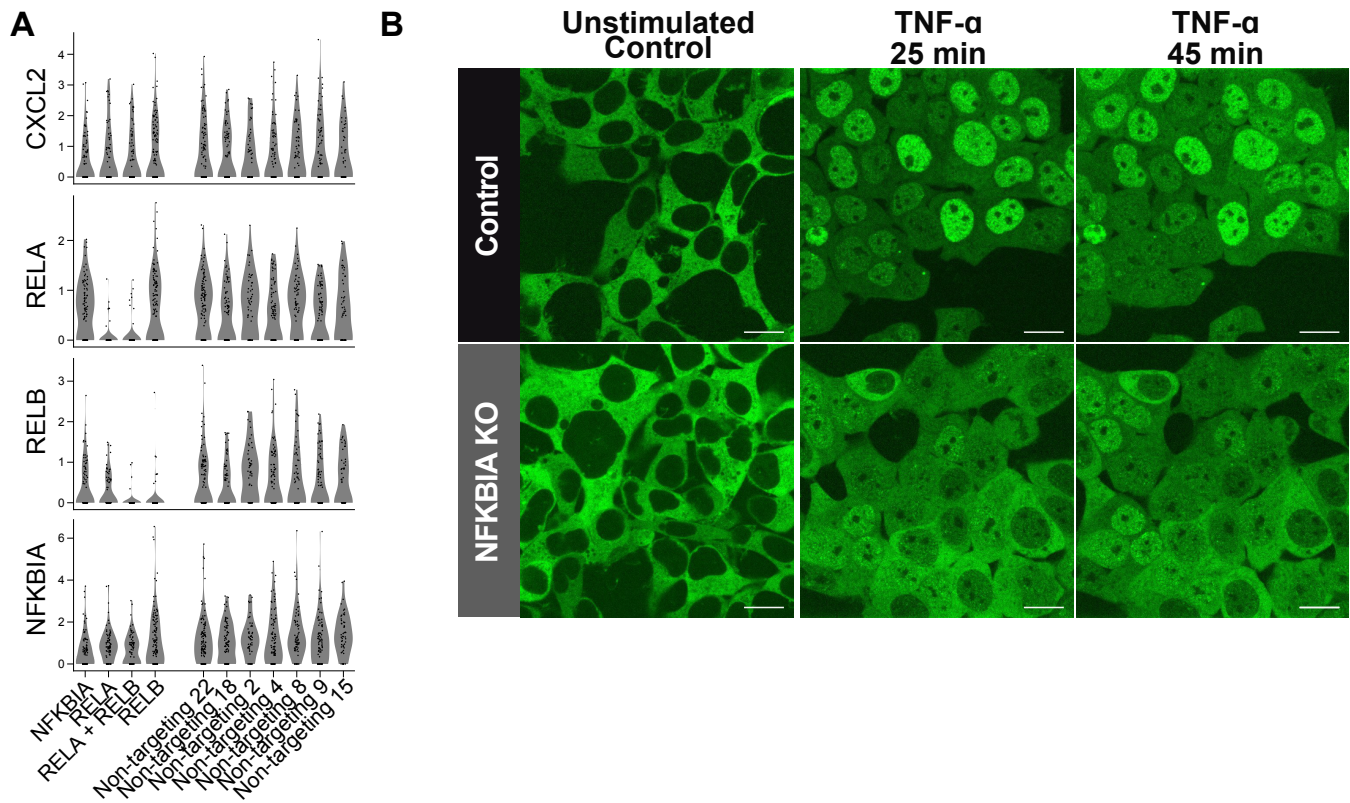 A
CXCL2
4
3
2
1
0
RELA
2
1
0
RELB
3
2
1
0
NFKBIA
6
4
2
0
NFKBIA
RELA
RELA + RELB
RELB
Non-targeting 22
Non-targeting 18
Non-targeting 2
Non-targeting 4
Non-targeting 8
Non-targeting 9
Non-targeting 15
B
Unstimulated
Control
TNF-α
25 min
TNF-α
45 min
Control
NFKBIA KO